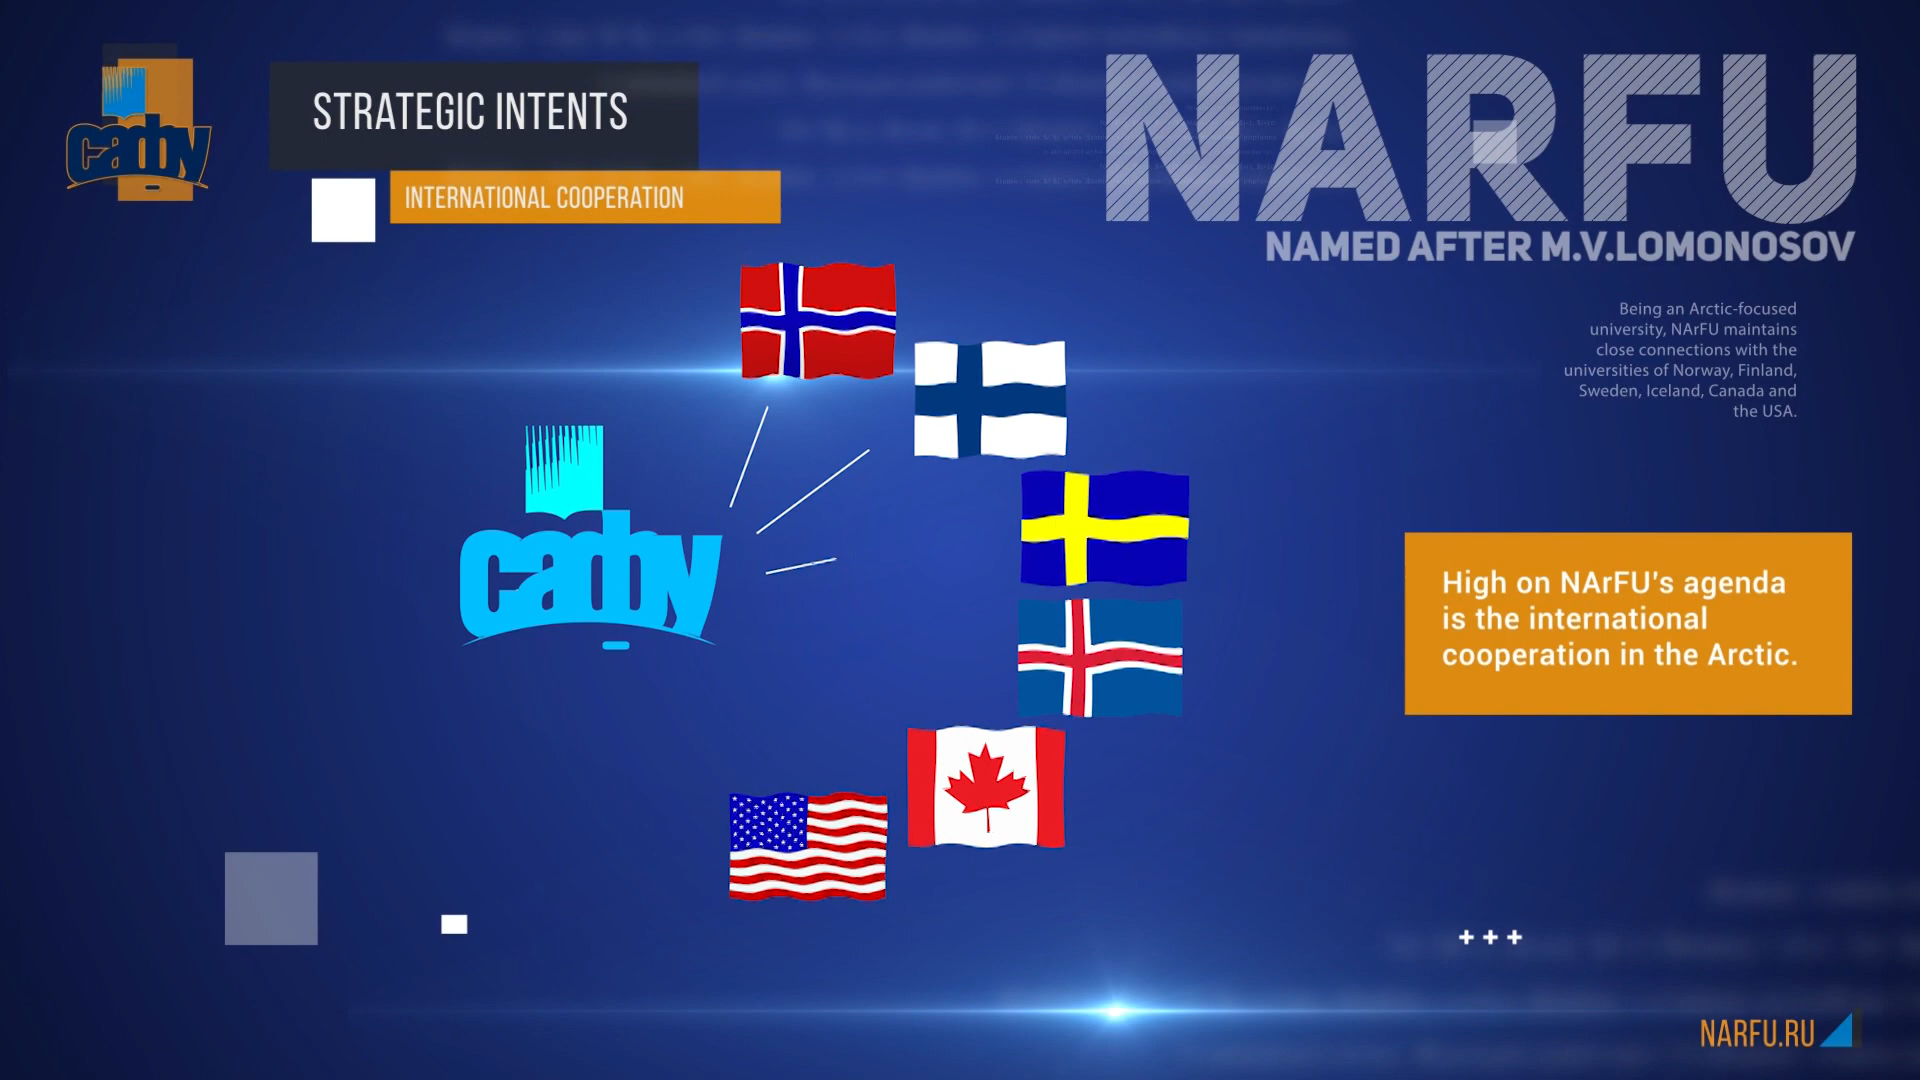 сафу
STRATEGIC INTENTS
INTERNATIONAL COOPERATION
NARFU
NAMED AFTER M.V.LOMONOSOV
Being an Arctic-focused
university, NArFU maintains
close connections with the
universities of Norway, Finland,
Sweden, Iceland, Canada and
the USA.
сафу
High on NArFU's agenda
is the international
cooperation in the Arctic.
+ + +
NARFU.RU